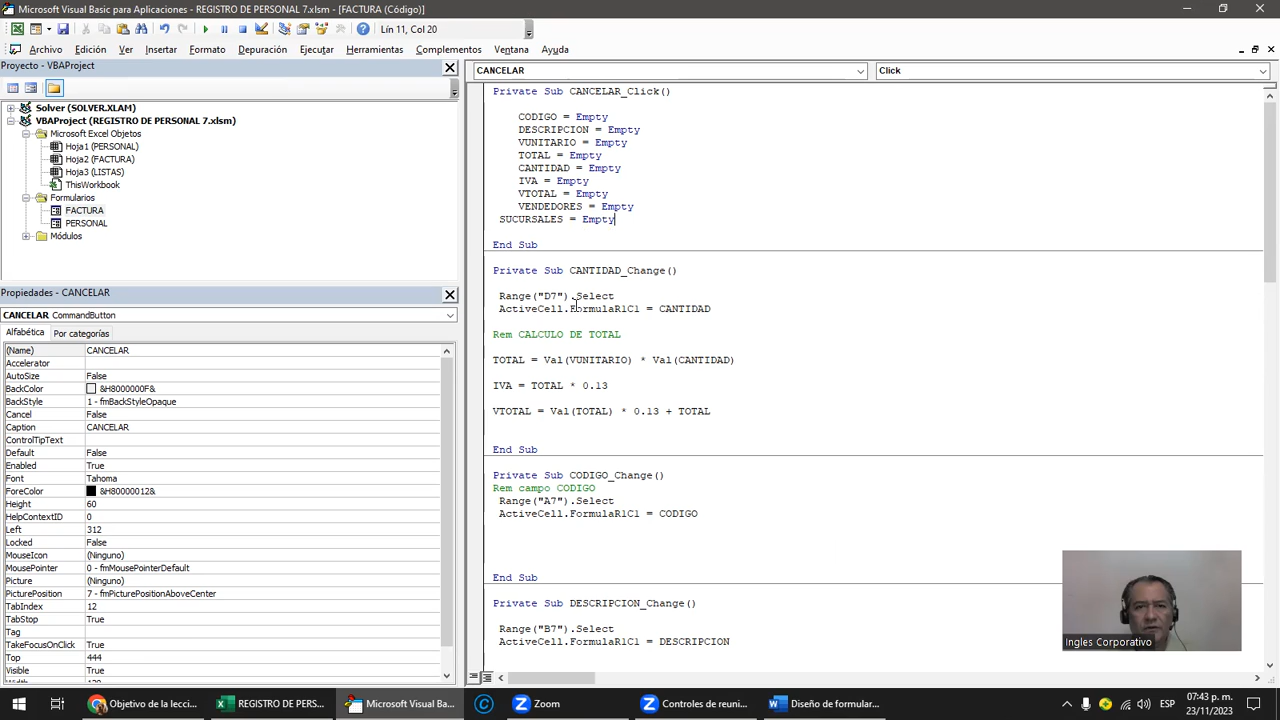 Microsoft Visual Basic para Aplicaciones - REGISTRO DE PERSONAL 7.xlsm - [FACTURA (Código)]
Lín 11, Col 20
Archivo Edición Ver Insertar Formato Depuración Ejecutar Herramientas Complementos Ventana Ayuda
Proyecto - VBAProject
Solver (SOLVER.XLAM)
VBAProject (REGISTRO DE PERSONAL 7.xlsm)
Microsoft Excel Objetos
Hoja1 (PERSONAL)
Hoja2 (FACTURA)
Hoja3 (LISTAS)
ThisWorkbook
Formularios
FACTURA
PERSONAL
Módulos
Propiedades - CANCELAR
CANCELAR CommandButton
Alfabética Por categorías
(Name) CANCELAR
Accelerator
AutoSize False
BackColor &H8000000F&
BackStyle 1 - fmBackStyleOpaque
Cancel False
Caption CANCELAR
ControlTipText
Default False
Enabled True
Font Tahoma
ForeColor &H80000012&
Height 60
HelpContextID 0
Left 312
Locked False
MouseIcon (Ninguno)
MousePointer 0 - fmMousePointerDefault
Picture (Ninguno)
PicturePosition 7 - fmPicturePositionAboveCenter
TabIndex 12
TabStop True
Tag
TakeFocusOnClick True
Top 444
Visible True
CANCELAR Click
Private Sub CANCELAR_Click()
CODIGO = Empty
DESCRIPCION = Empty
VUNITARIO = Empty
TOTAL = Empty
CANTIDAD = Empty
IVA = Empty
VTOTAL = Empty
VENDEDORES = Empty
SUCURSALES = Empty
End Sub
Private Sub CANTIDAD_Change()
Range("D7").Select
ActiveCell.FormulaR1C1 = CANTIDAD
Rem CALCULO DE TOTAL
TOTAL = Val(VUNITARIO) * Val(CANTIDAD)
IVA = TOTAL * 0.13
VTOTAL = Val(TOTAL) * 0.13 + TOTAL
End Sub
Private Sub CODIGO_Change()
Rem campo CODIGO
Range("A7").Select
ActiveCell.FormulaR1C1 = CODIGO
End Sub
Private Sub DESCRIPCION_Change()
Range("B7").Select
ActiveCell.FormulaR1C1 = DESCRIPCION
Ingles Corporativo
Objetivo de la lecci... REGISTRO DE PERS... Microsoft Visual Ba... Zoom Controles de reuni... Diseño de formular... ESP 07:43 p. m.
23/11/2023